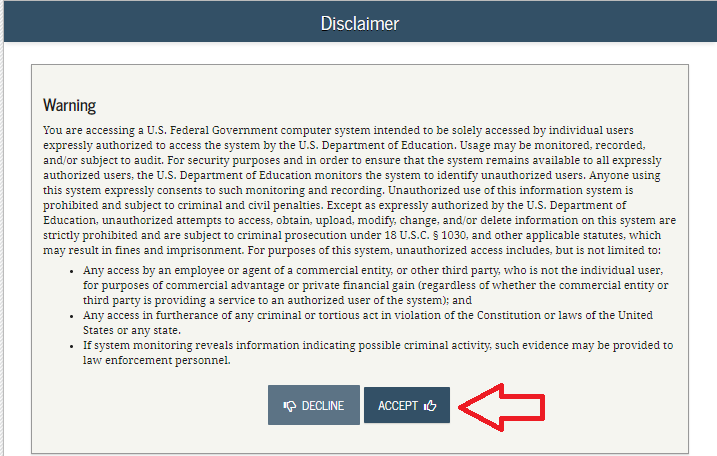 Disclaimer
Warning
You are accessing a U.S. Federal Government computer system intended to be solely accessed by individual users
expressly authorized to access the system by the U.S. Department of Education. Usage may be monitored, recorded,
and/or subject to audit. For security purposes and in order to ensure that the system remains available to all expressly
authorized users, the U.S. Department of Education monitors the system to identify unauthorized users. Anyone using
this system expressly consents to such monitoring and recording. Unauthorized use of this information system is
prohibited and subject to criminal and civil penalties. Except as expressly authorized by the U.S. Department of
Education, unauthorized attempts to access, obtain, upload, modify, change, and/or delete information on this system are
strictly prohibited and are subject to criminal prosecution under 18 U.S.C. § 1030, and other applicable statutes, which
may result in fines and imprisonment. For purposes of this system, unauthorized access includes, but is not limited to:
• Any access by an employee or agent of a commercial entity, or other third party, who is not the individual user,
for purposes of commercial advantage or private financial gain (regardless of whether the commercial entity or
third party is providing a service to an authorized user of the system); and
• Any access in furtherance of any criminal or tortious act in violation of the Constitution or laws of the United
States or any state.
• If system monitoring reveals information indicating possible criminal activity, such evidence may be provided to
law enforcement personnel.
DECLINE ACCEPT